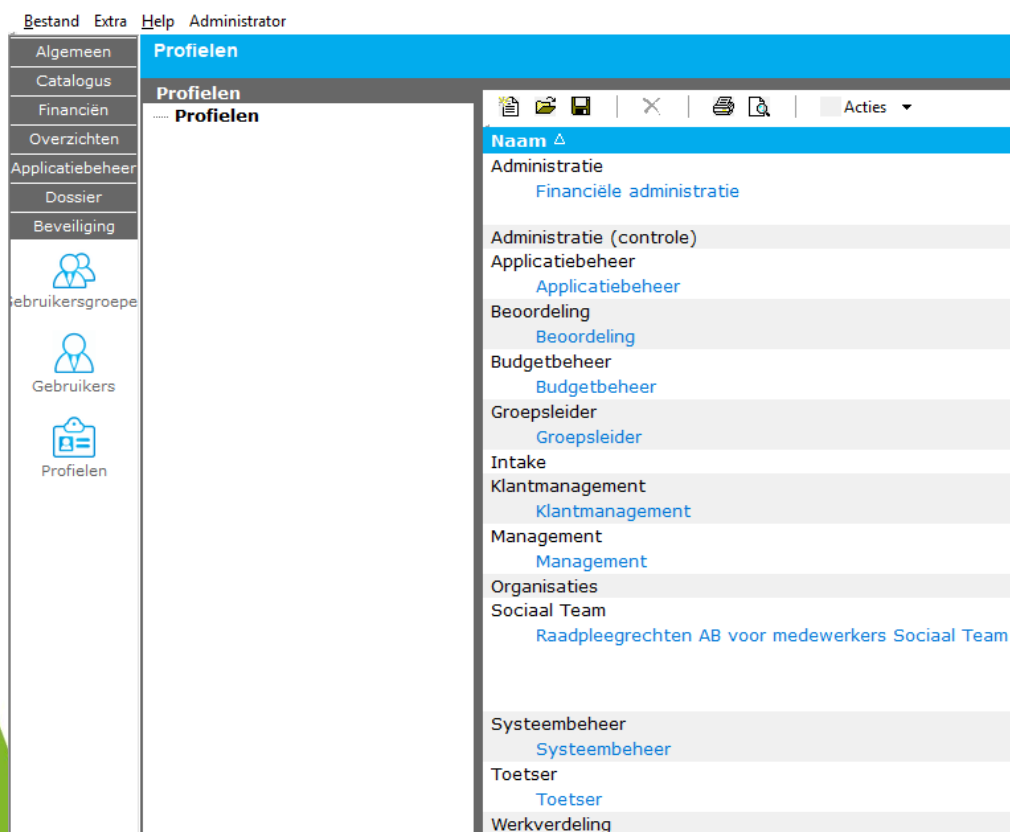 Bestand Extra Help Administrator
Algemeen
Catalogus
Financiën
Overzichten
Applicatiebeheer
Dossier
Beveiliging
ebruikersgroepe
Gebruikers
Profielen
Profielen
Profielen
Profielen
Acties
Naam
Administratie
Financiële administratie
Administratie (controle)
Applicatiebeheer
Applicatiebeheer
Beoordeling
Beoordeling
Budgetbeheer
Budgetbeheer
Groepsleider
Groepsleider
Intake
Klantmanagement
Klantmanagement
Management
Management
Organisaties
Sociaal Team
Raadpleegrechten AB voor medewerkers Sociaal Team
Systeembeheer
Systeembeheer
Toetser
Toetser
Werkverdeling